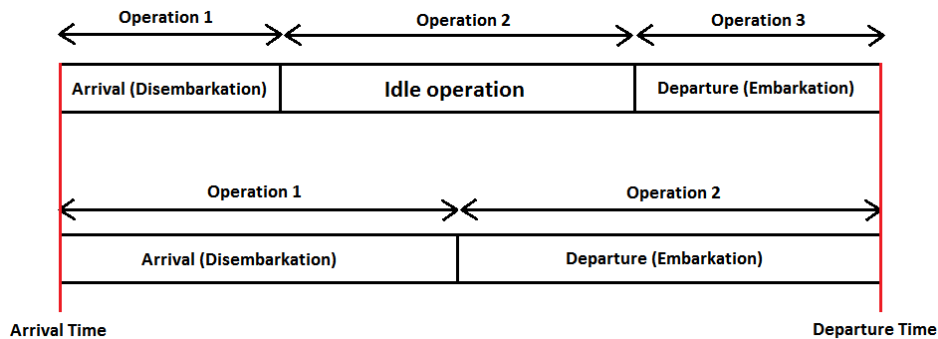 Operation 1
Operation 2
Operation 3
Arrival (Disembarkation)
Idle operation
Departure (Embarkation)
Operation 1
Operation 2
Arrival (Disembarkation)
Departure (Embarkation)
Arrival Time
Departure Time